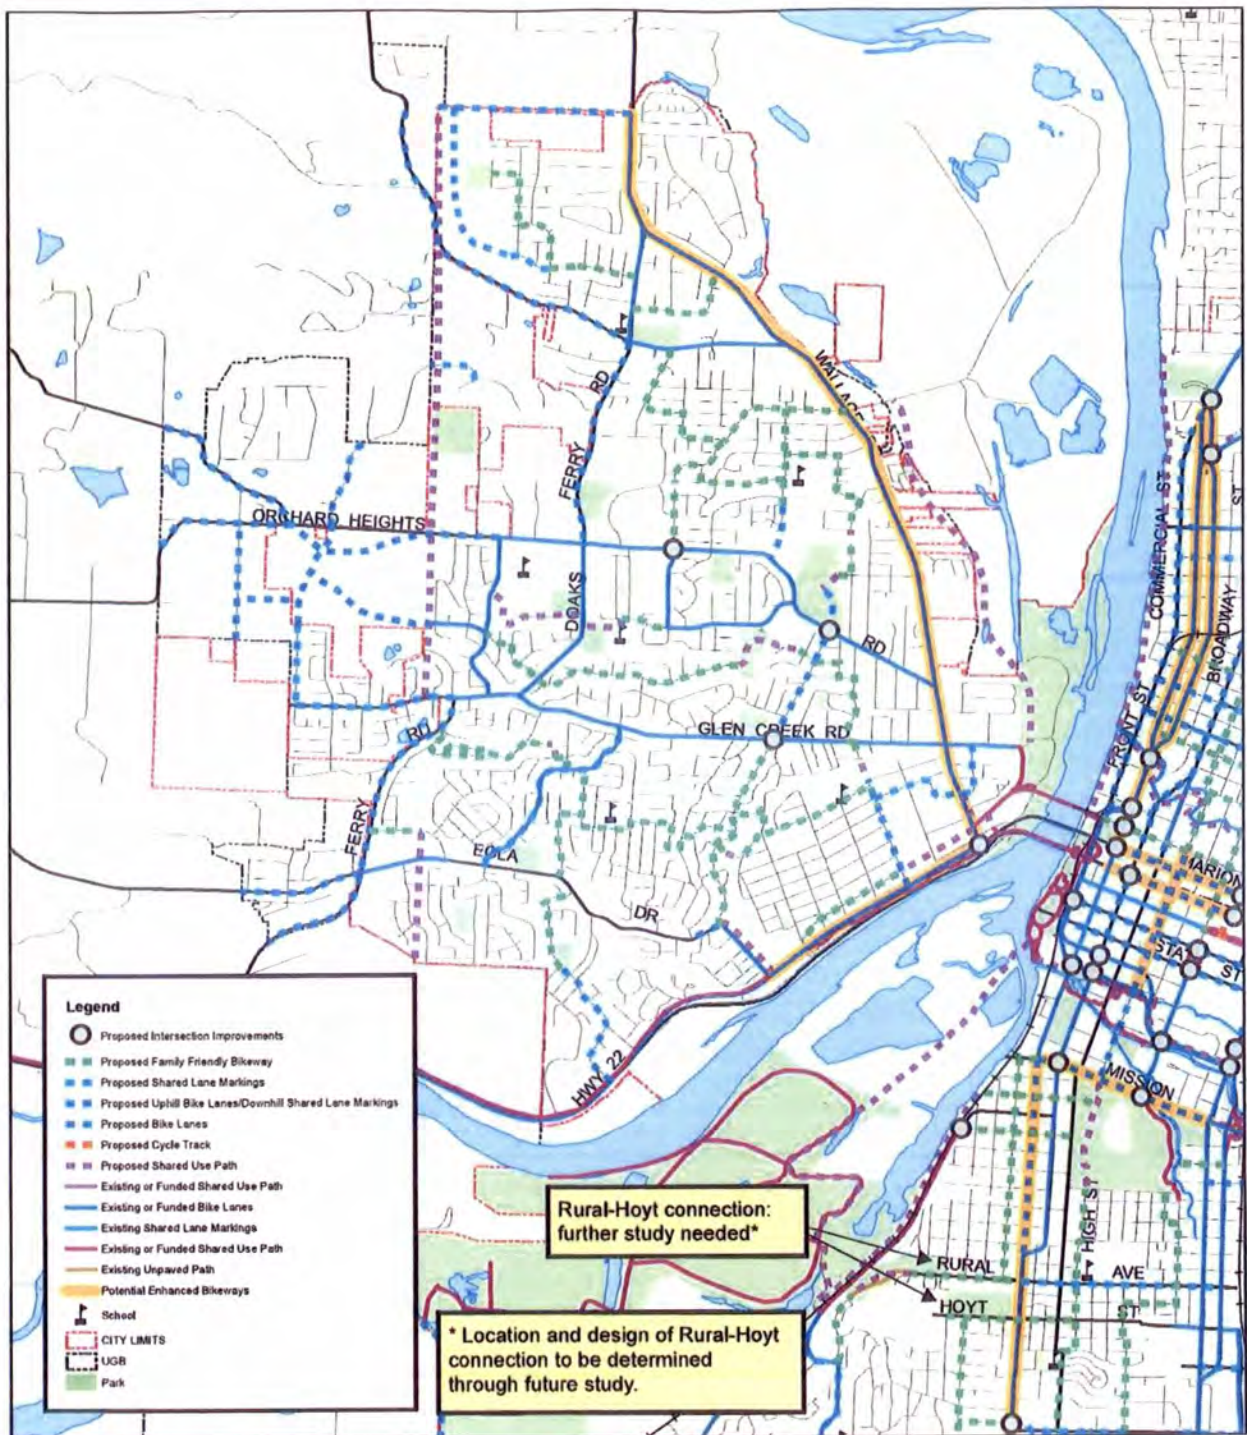 WALLACE
RD
FERRY
ORCHARD HEIGHTS
DOAKS
RD
COMMERCIAL ST
ST
BROADWAY
FRONT ST
GLEN CREEK RD
RD
FERRY
EOLA
DR
MARION
STATE
ST
HWY 22
MISSION
HIGH ST
RURAL
AVE
HOYT
ST
Legend
Proposed Intersection Improvements
Proposed Family Friendly Bikeway
Proposed Shared Lane Markings
Proposed Uphill Bike Lanes/Downhill Shared Lane Markings
Proposed Bike Lanes
Proposed Cycle Track
Proposed Shared Use Path
Existing or Funded Shared Use Path
Existing or Funded Bike Lanes
Existing Shared Lane Markings
Existing or Funded Shared Use Path
Existing Unpaved Path
Potential Enhanced Bikeways
School
CITY LIMITS
UGB
Park
Rural-Hoyt connection:
further study needed*
* Location and design of Rural-Hoyt
connection to be determined
through future study.